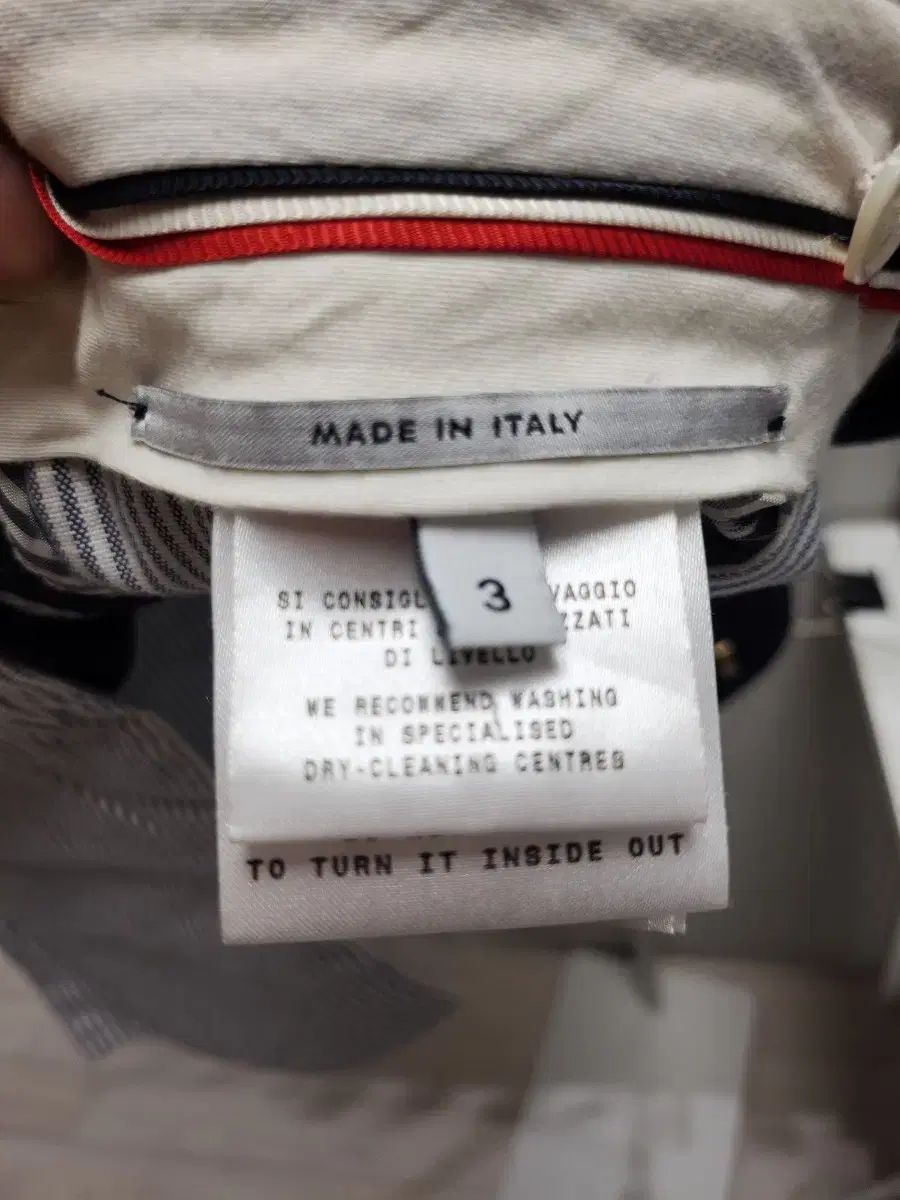 MADE IN ITALY
3
SI CONSIGL VAGGIO
IN CENTRI ZZATI
DI LIVELLO
WE RECOMMEND WASHING
IN SPECIALISED
DRY-CLEANING CENTRES
TO TURN IT INSIDE OUT